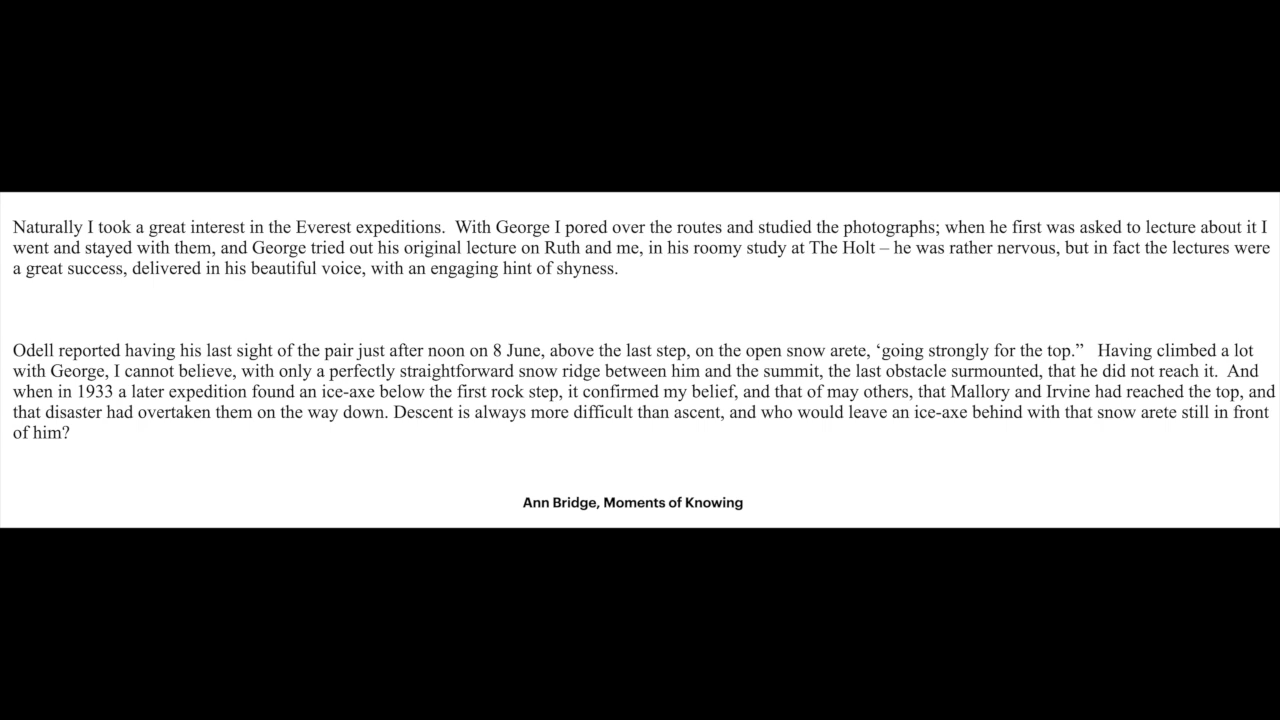 Naturally I took a great interest in the Everest expeditions.  With George I pored over the routes and studied the photographs; when he first was asked to lecture about it I
went and stayed with them, and George tried out his original lecture on Ruth and me, in his roomy study at The Holt – he was rather nervous, but in fact the lectures were
a great success, delivered in his beautiful voice, with an engaging hint of shyness.
Odell reported having his last sight of the pair just after noon on 8 June, above the last step, on the open snow arete, ‘going strongly for the top.”   Having climbed a lot
with George, I cannot believe, with only a perfectly straightforward snow ridge between him and the summit, the last obstacle surmounted, that he did not reach it.  And
when in 1933 a later expedition found an ice-axe below the first rock step, it confirmed my belief, and that of may others, that Mallory and Irvine had reached the top, and
that disaster had overtaken them on the way down. Descent is always more difficult than ascent, and who would leave an ice-axe behind with that snow arete still in front
of him?
Ann Bridge, Moments of Knowing